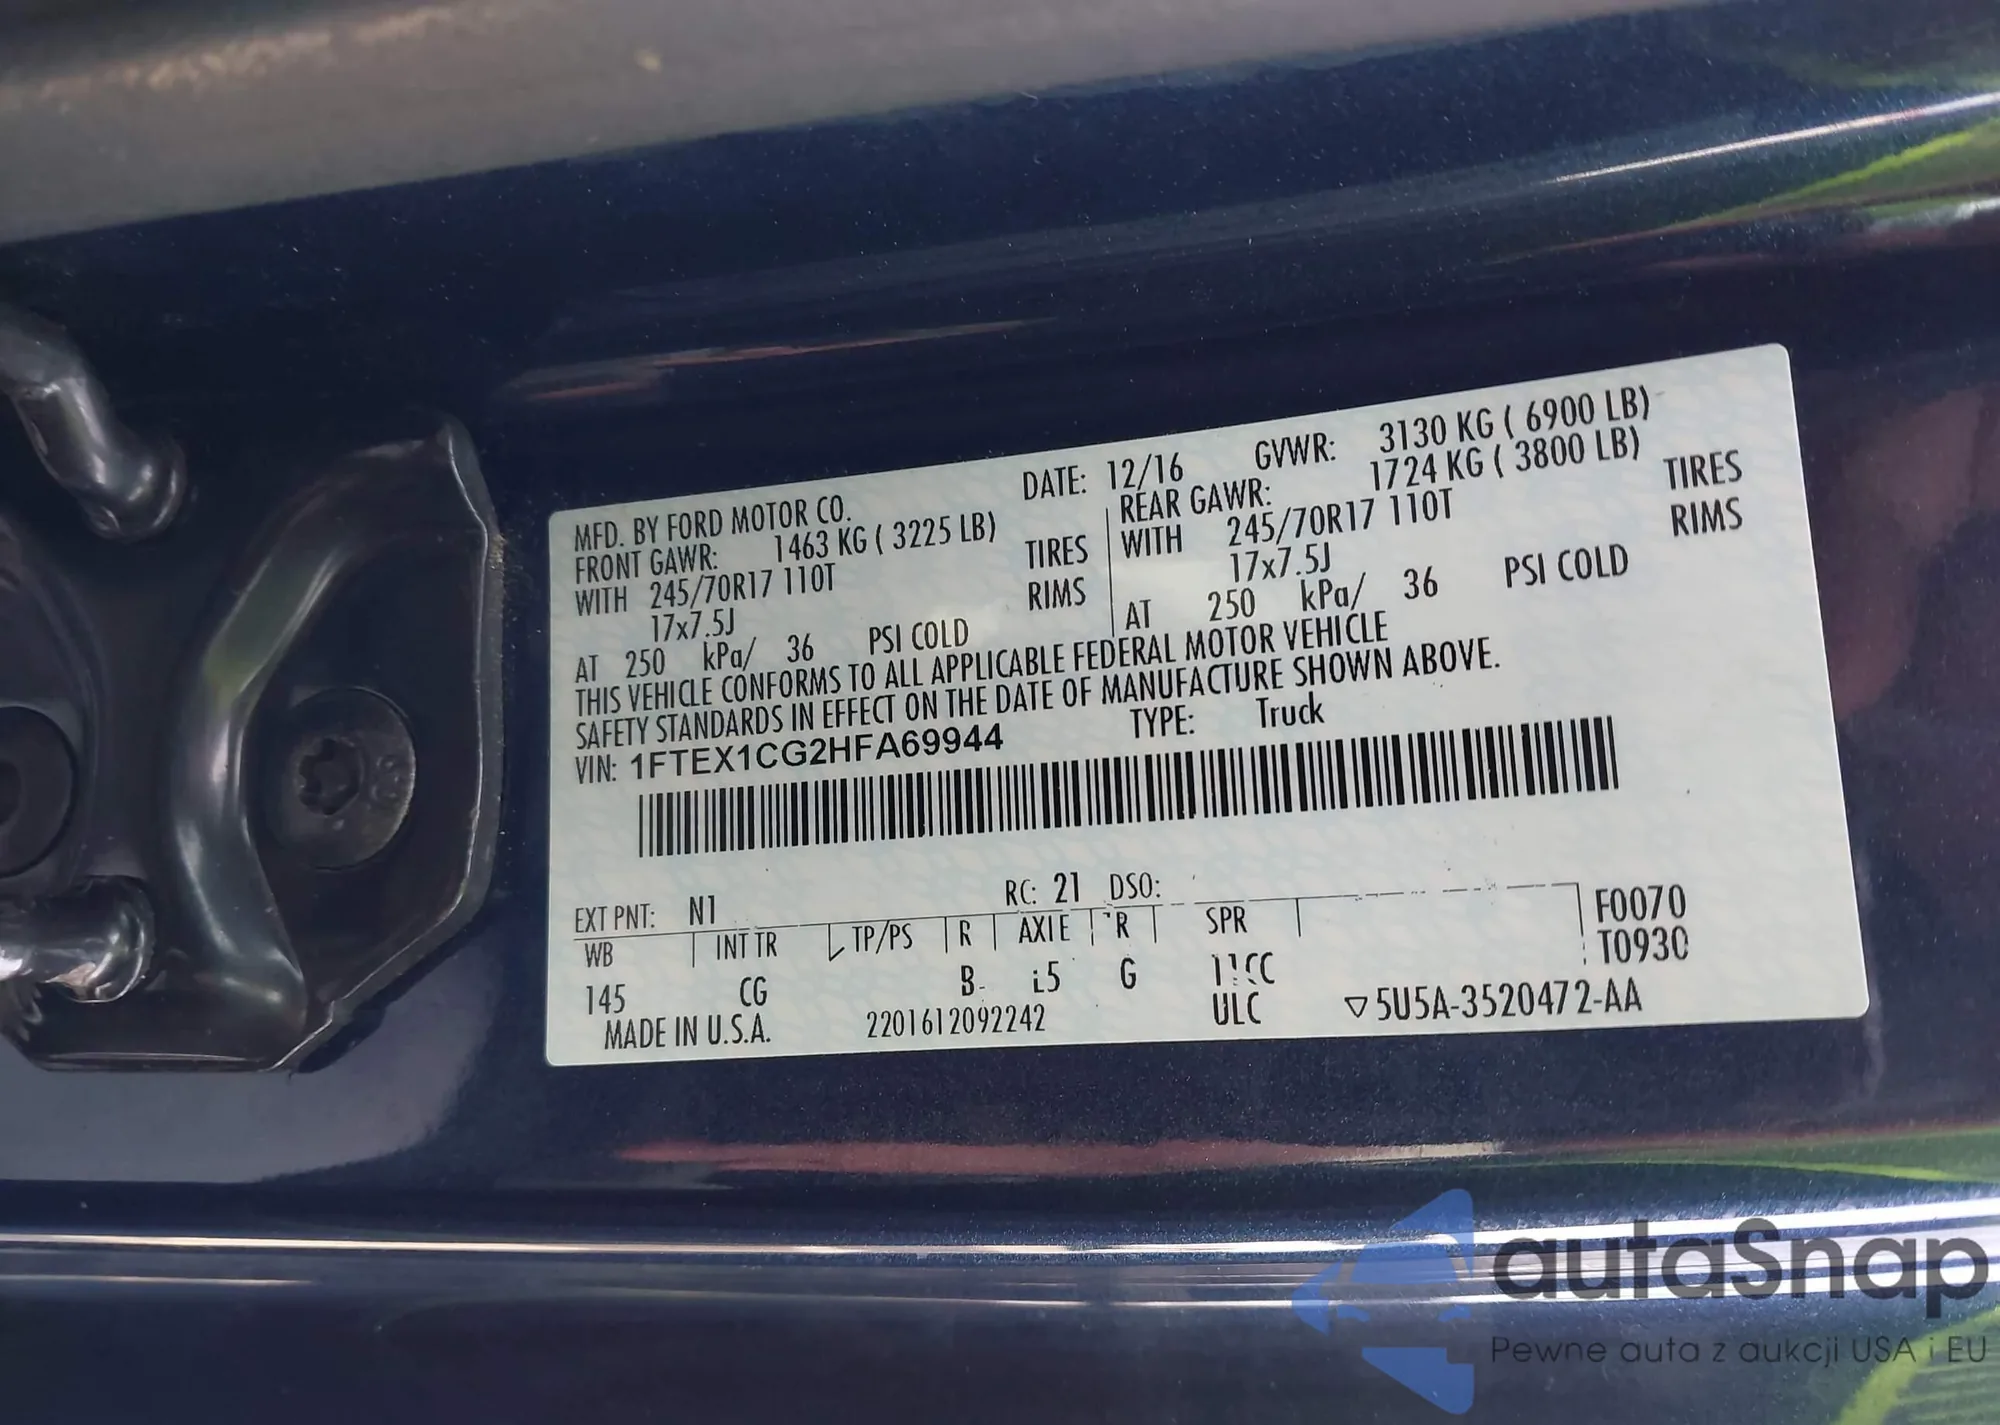 MFD. BY FORD MOTOR CO. DATE: 12/16 GVWR: 3130 KG ( 6900 LB)
FRONT GAWR: 1463 KG ( 3225 LB) REAR GAWR: 1724 KG ( 3800 LB)
WITH 245/70R17 110T TIRES WITH 245/70R17 110T TIRES
17x7.5J RIMS 17x7.5J RIMS
AT 250 kPa/ 36 PSI COLD AT 250 kPa/ 36 PSI COLD
THIS VEHICLE CONFORMS TO ALL APPLICABLE FEDERAL MOTOR VEHICLE
SAFETY STANDARDS IN EFFECT ON THE DATE OF MANUFACTURE SHOWN ABOVE.
VIN: 1FTEX1CG2HFA69944 TYPE: Truck
EXT PNT: N1 RC: 21 DSO: F0070
WB INT TR TP/PS R AXLE R SPR T0930
145 CG G
MADE IN U.S.A. 2201612092242 ULC ▽5U5A-3520472-AA
autaSnap
Pewne auta z aukcji USA i EU